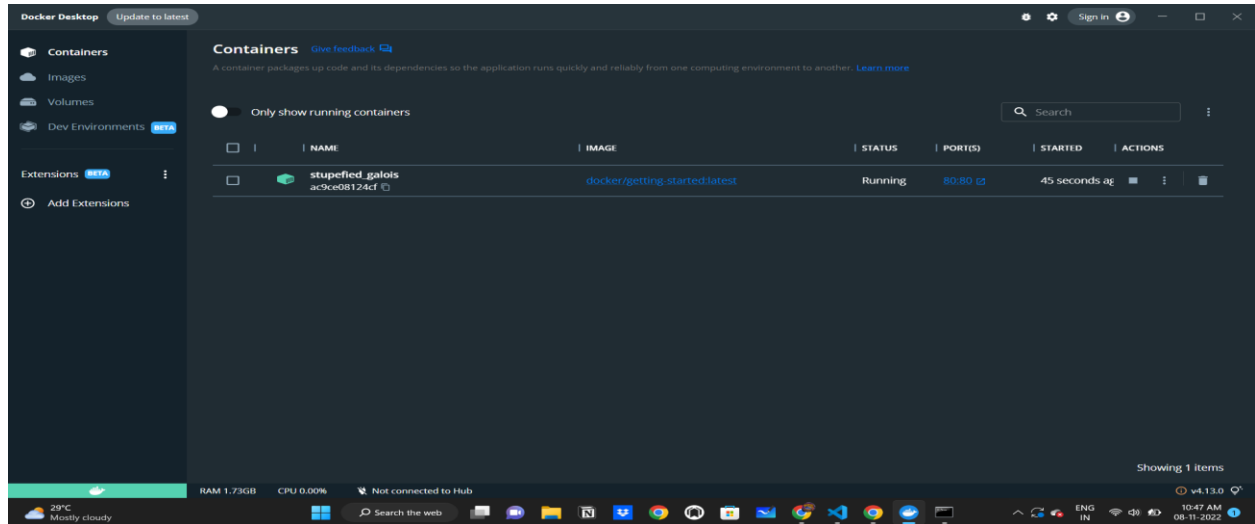 Docker Desktop Update to latest Sign in
Containers
Images
Volumes
Dev Environments BETA
Extensions BETA
Add Extensions
Containers Give feedback
A container packages up code and its dependencies so the application runs quickly and reliably from one computing environment to another. Learn more
Only show running containers Search
NAME IMAGE STATUS PORT(S) STARTED ACTIONS
stupefied_galois docker/getting-started:latest Running 80:80 45 seconds ag
ac9ce08124cf
Showing 1 items
RAM 1.73GB CPU 0.00% Not connected to Hub v4.13.0
29°C
Mostly cloudy
Search the web
ENG
IN
10:47 AM
08-11-2022
1